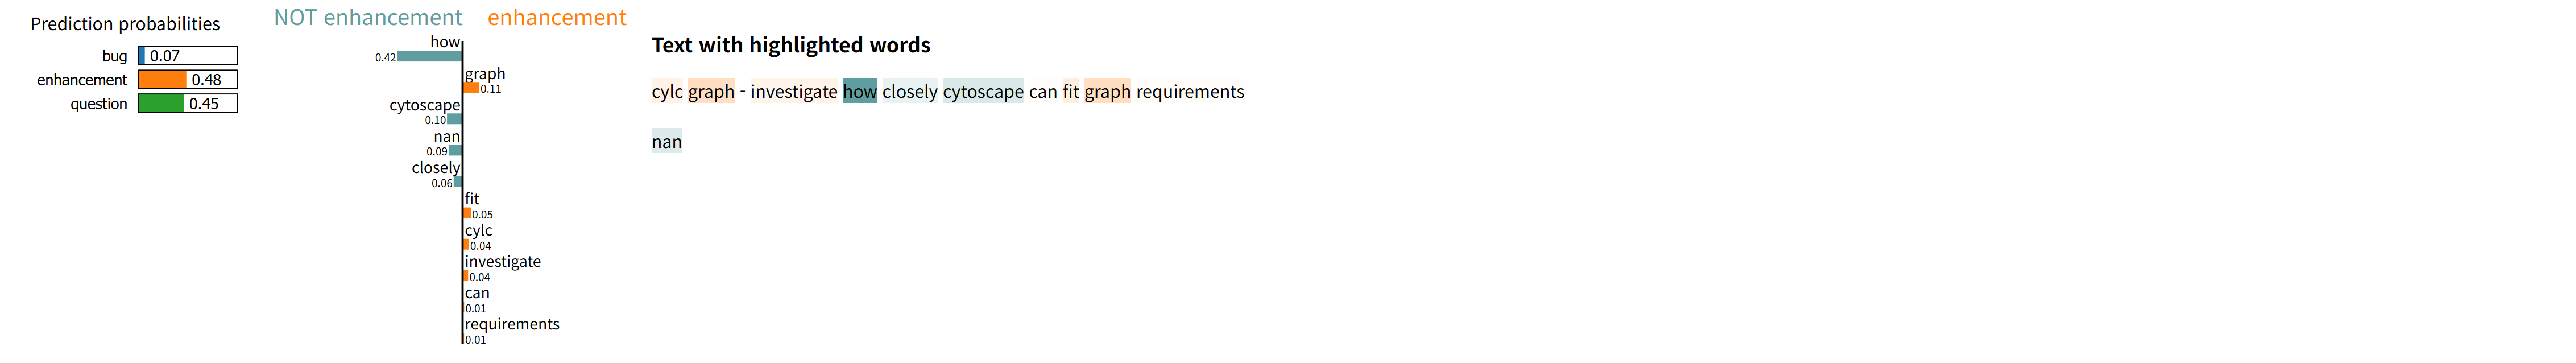 Prediction probabilities
bug 0.07
enhancement 0.48
question 0.45
NOT enhancement enhancement
how
0.42
graph
0.11
cytoscape
0.10
nan
0.09
closely
0.06
fit
0.05
cylc
0.04
investigate
0.04
can
0.01
requirements
0.01
Text with highlighted words
cylc graph - investigate how closely cytoscape can fit graph requirements
nan